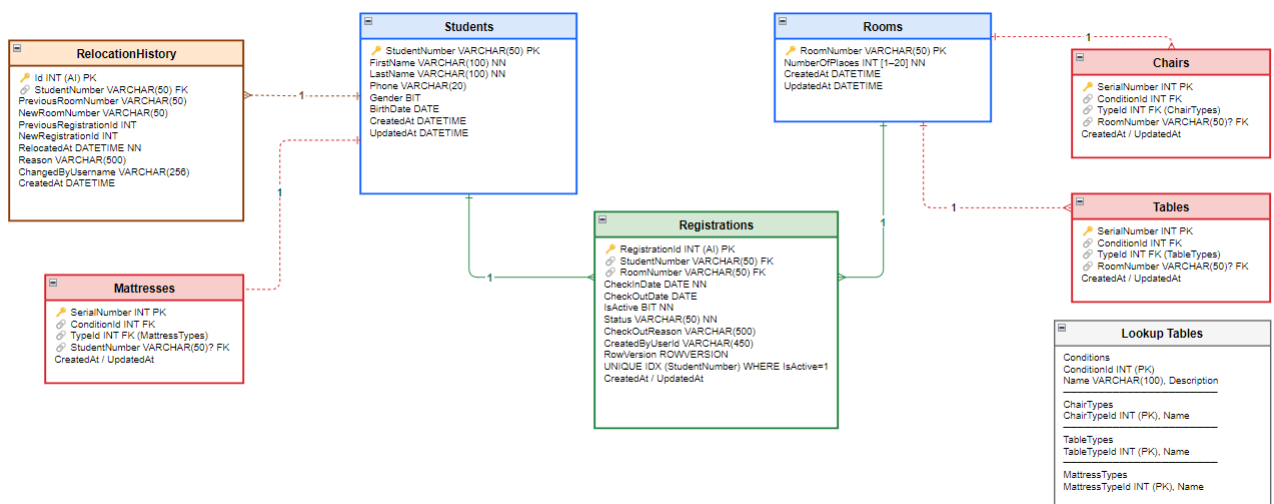 Students
StudentNumber VARCHAR(50) PK
FirstName VARCHAR(100) NN
LastName VARCHAR(100) NN
Phone VARCHAR(20)
Gender BIT
BirthDate DATE
CreatedAt DATETIME
UpdatedAt DATETIME
Rooms
RoomNumber VARCHAR(50) PK
NumberOfPlaces INT [1–20] NN
CreatedAt DATETIME
UpdatedAt DATETIME
RelocationHistory
Id INT (AI) PK
StudentNumber VARCHAR(50) FK
PreviousRoomNumber VARCHAR(50)
NewRoomNumber VARCHAR(50)
PreviousRegistrationId INT
NewRegistrationId INT
RelocatedAt DATETIME NN
Reason VARCHAR(500)
ChangedByUsername VARCHAR(256)
CreatedAt DATETIME
1
1
Chairs
SerialNumber INT PK
ConditionId INT FK
TypeId INT FK (ChairTypes)
RoomNumber VARCHAR(50)? FK
CreatedAt / UpdatedAt
1
1
1
1
Tables
SerialNumber INT PK
ConditionId INT FK
TypeId INT FK (TableTypes)
RoomNumber VARCHAR(50)? FK
CreatedAt / UpdatedAt
Registrations
RegistrationId INT (AI) PK
StudentNumber VARCHAR(50) FK
RoomNumber VARCHAR(50) FK
CheckInDate DATE NN
CheckOutDate DATE
IsActive BIT NN
Status VARCHAR(50) NN
CheckOutReason VARCHAR(500)
CreatedByUserId VARCHAR(450)
RowVersion ROWVERSION
UNIQUE IDX (StudentNumber) WHERE IsActive=1
CreatedAt / UpdatedAt
Mattresses
SerialNumber INT PK
ConditionId INT FK
TypeId INT FK (MattressTypes)
StudentNumber VARCHAR(50)? FK
CreatedAt / UpdatedAt
Lookup Tables
Conditions
ConditionId INT (PK)
Name VARCHAR(100), Description
ChairTypes
ChairTypeId INT (PK), Name
TableTypes
TableTypeId INT (PK), Name
MattressTypes
MattressTypeId INT (PK), Name